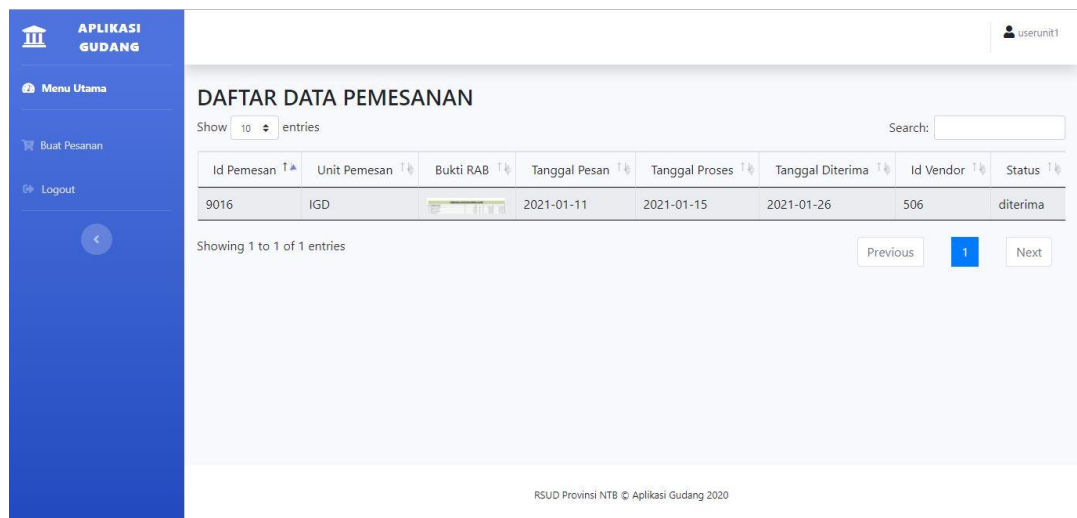 APLIKASI
GUDANG
userunit1
Menu Utama
Buat Pesanan
Logout
DAFTAR DATA PEMESANAN
Show 10 entries
Search:
Id Pemesan Unit Pemesan Bukti RAB Tanggal Pesan Tanggal Proses Tanggal Diterima Id Vendor Status
9016 IGD 2021-01-11 2021-01-15 2021-01-26 506 diterima
Showing 1 to 1 of 1 entries
Previous 1 Next
RSUD Provinsi NTB © Aplikasi Gudang 2020